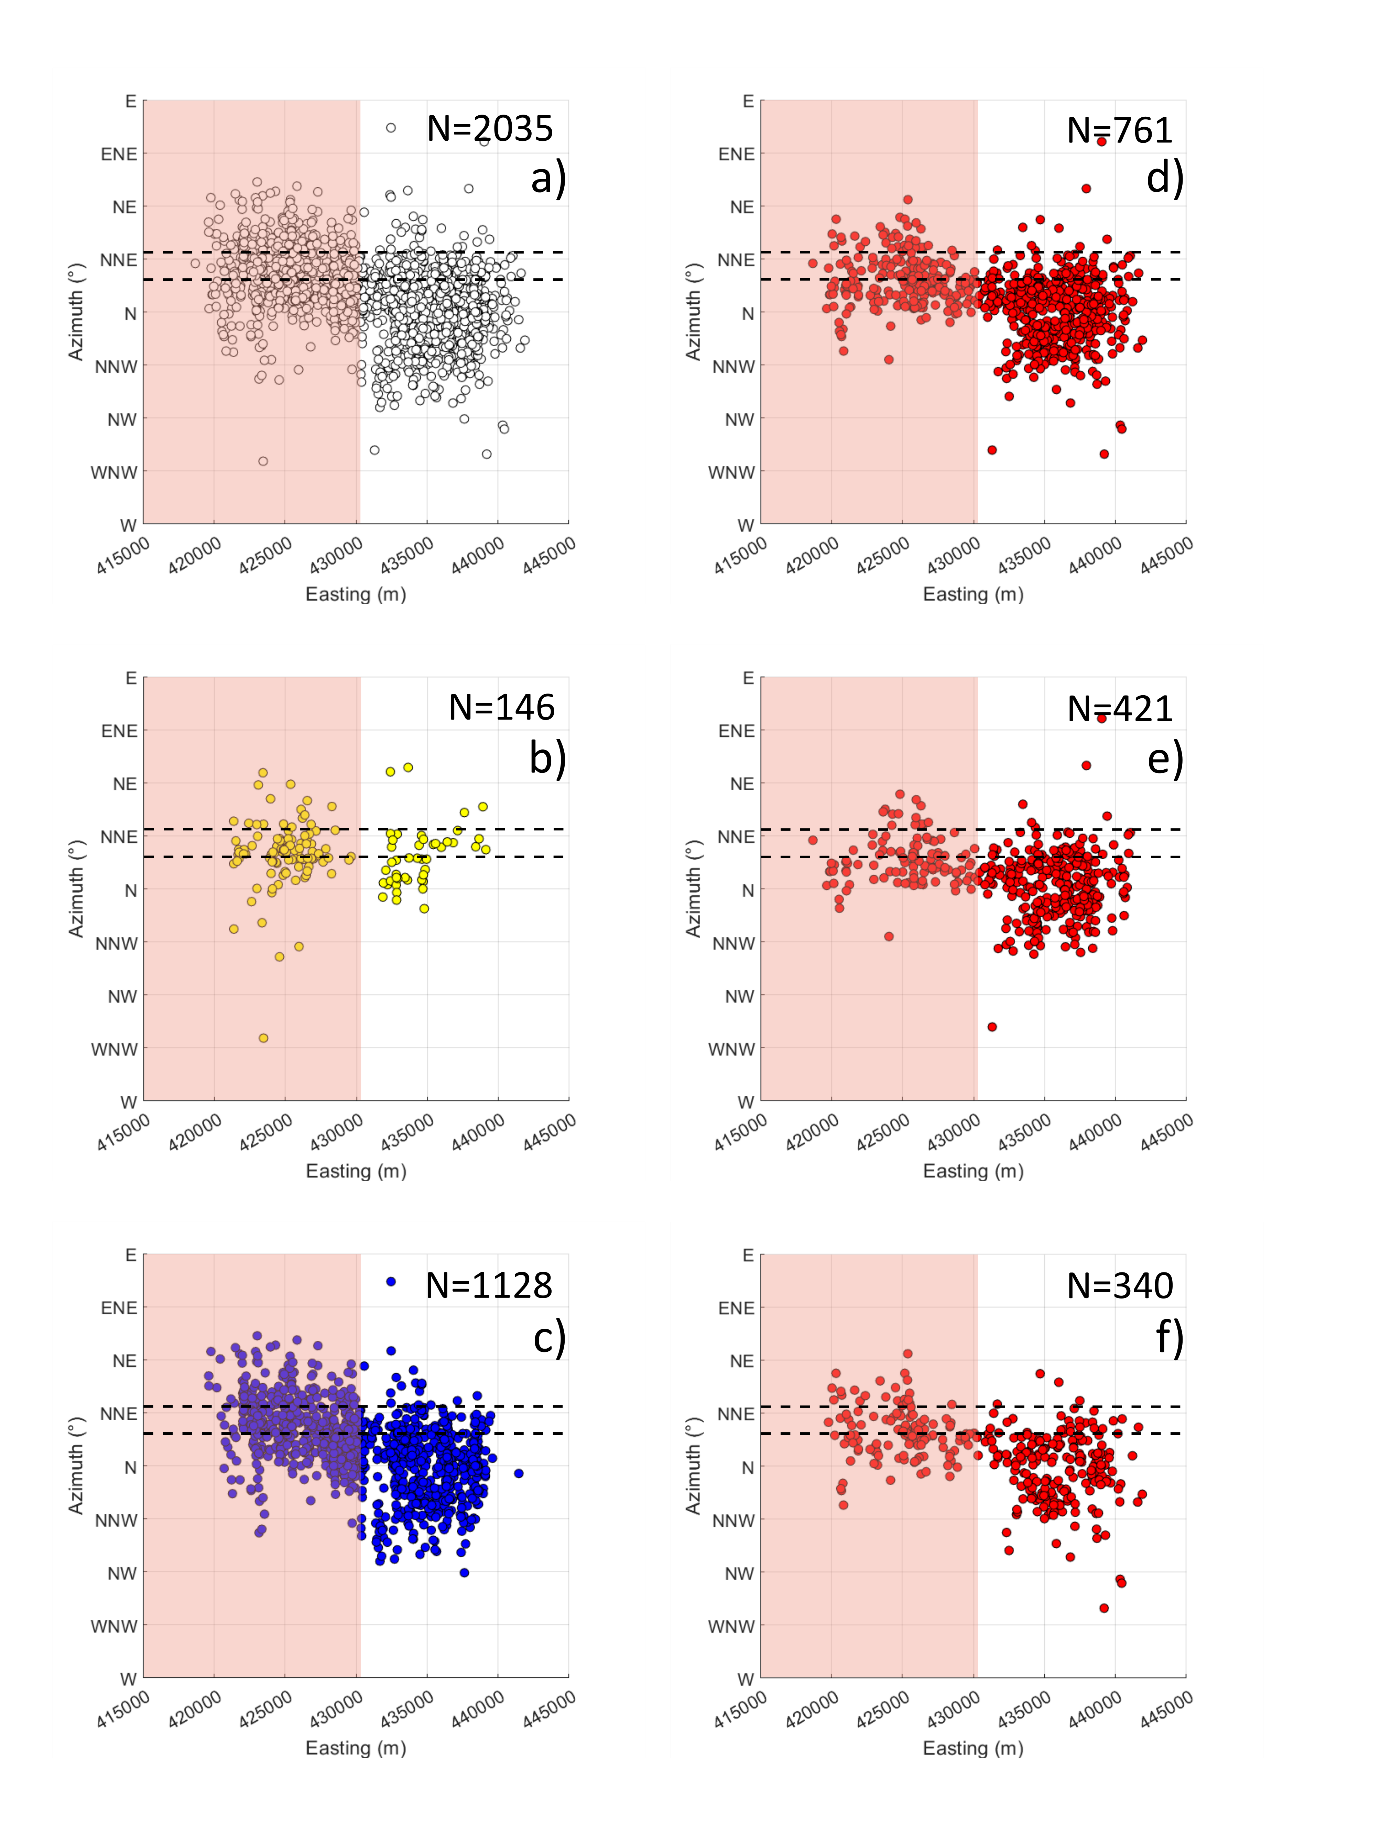 E
ENE
NE
NNE
N
NNW
NW
WNW
W
Azimuth (°)
N=2035
a)
415000 420000 425000 430000 435000 440000 445000
Easting (m)
E
ENE
NE
NNE
N
NNW
NW
WNW
W
Azimuth (°)
N=761
d)
415000 420000 425000 430000 435000 440000 445000
Easting (m)
E
ENE
NE
NNE
N
NNW
NW
WNW
W
Azimuth (°)
N=146
b)
415000 420000 425000 430000 435000 440000 445000
Easting (m)
E
ENE
NE
NNE
N
NNW
NW
WNW
W
Azimuth (°)
N=421
e)
415000 420000 425000 430000 435000 440000 445000
Easting (m)
E
ENE
NE
NNE
N
NNW
NW
WNW
W
Azimuth (°)
N=1128
c)
415000 420000 425000 430000 435000 440000 445000
Easting (m)
E
ENE
NE
NNE
N
NNW
NW
WNW
W
Azimuth (°)
N=340
f)
415000 420000 425000 430000 435000 440000 445000
Easting (m)